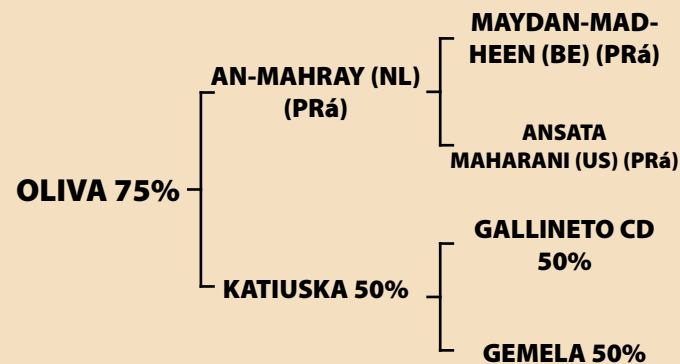 MAYDAN-MAD-
HEEN (BE) (PRá)
AN-MAHRAY (NL)
(PRá)
ANSATA
MAHARANI (US) (PRá)
OLIVA 75%
GALLINETO CD
50%
KATIUSKA 50%
GEMELA 50%